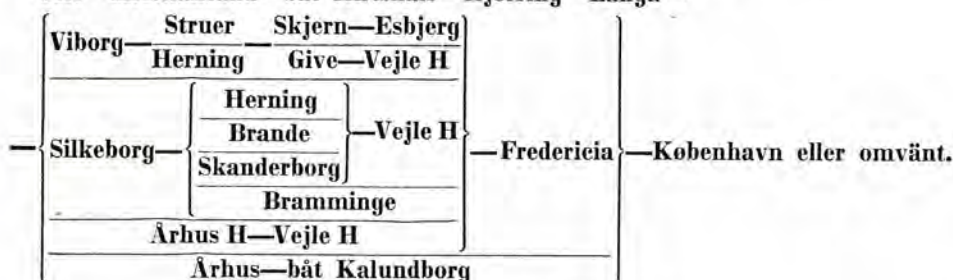 Viborg—Struer—Skjern—Esbjerg
Herning Give—Vejle H
Herning
Brande —Vejle H
—Silkeborg— —Fredericia —København eller omvänt.
Skanderborg
Bramminge
Århus H—Vejle H
Århus—båt Kalundborg